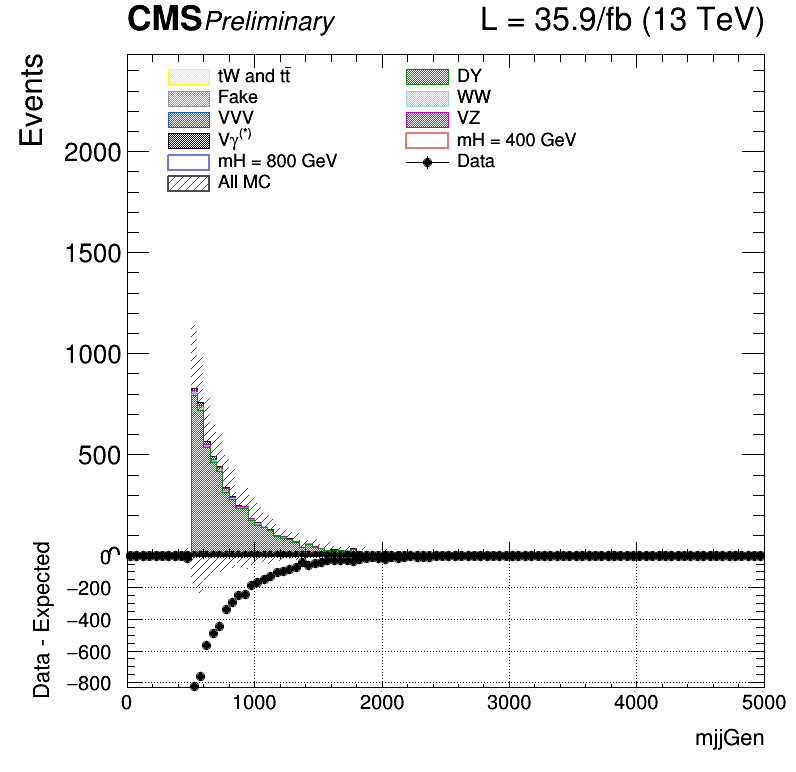 CMS Preliminary L = 35.9/fb (13 TeV)
Events
tW and tt̄ DY
Fake WW
VVV VZ
Vγ(*) mH = 400 GeV
mH = 800 GeV Data
All MC
2000
1500
1000
500
0
Data - Expected
−200
−400
−600
−800
0 1000 2000 3000 4000 5000
mjjGen